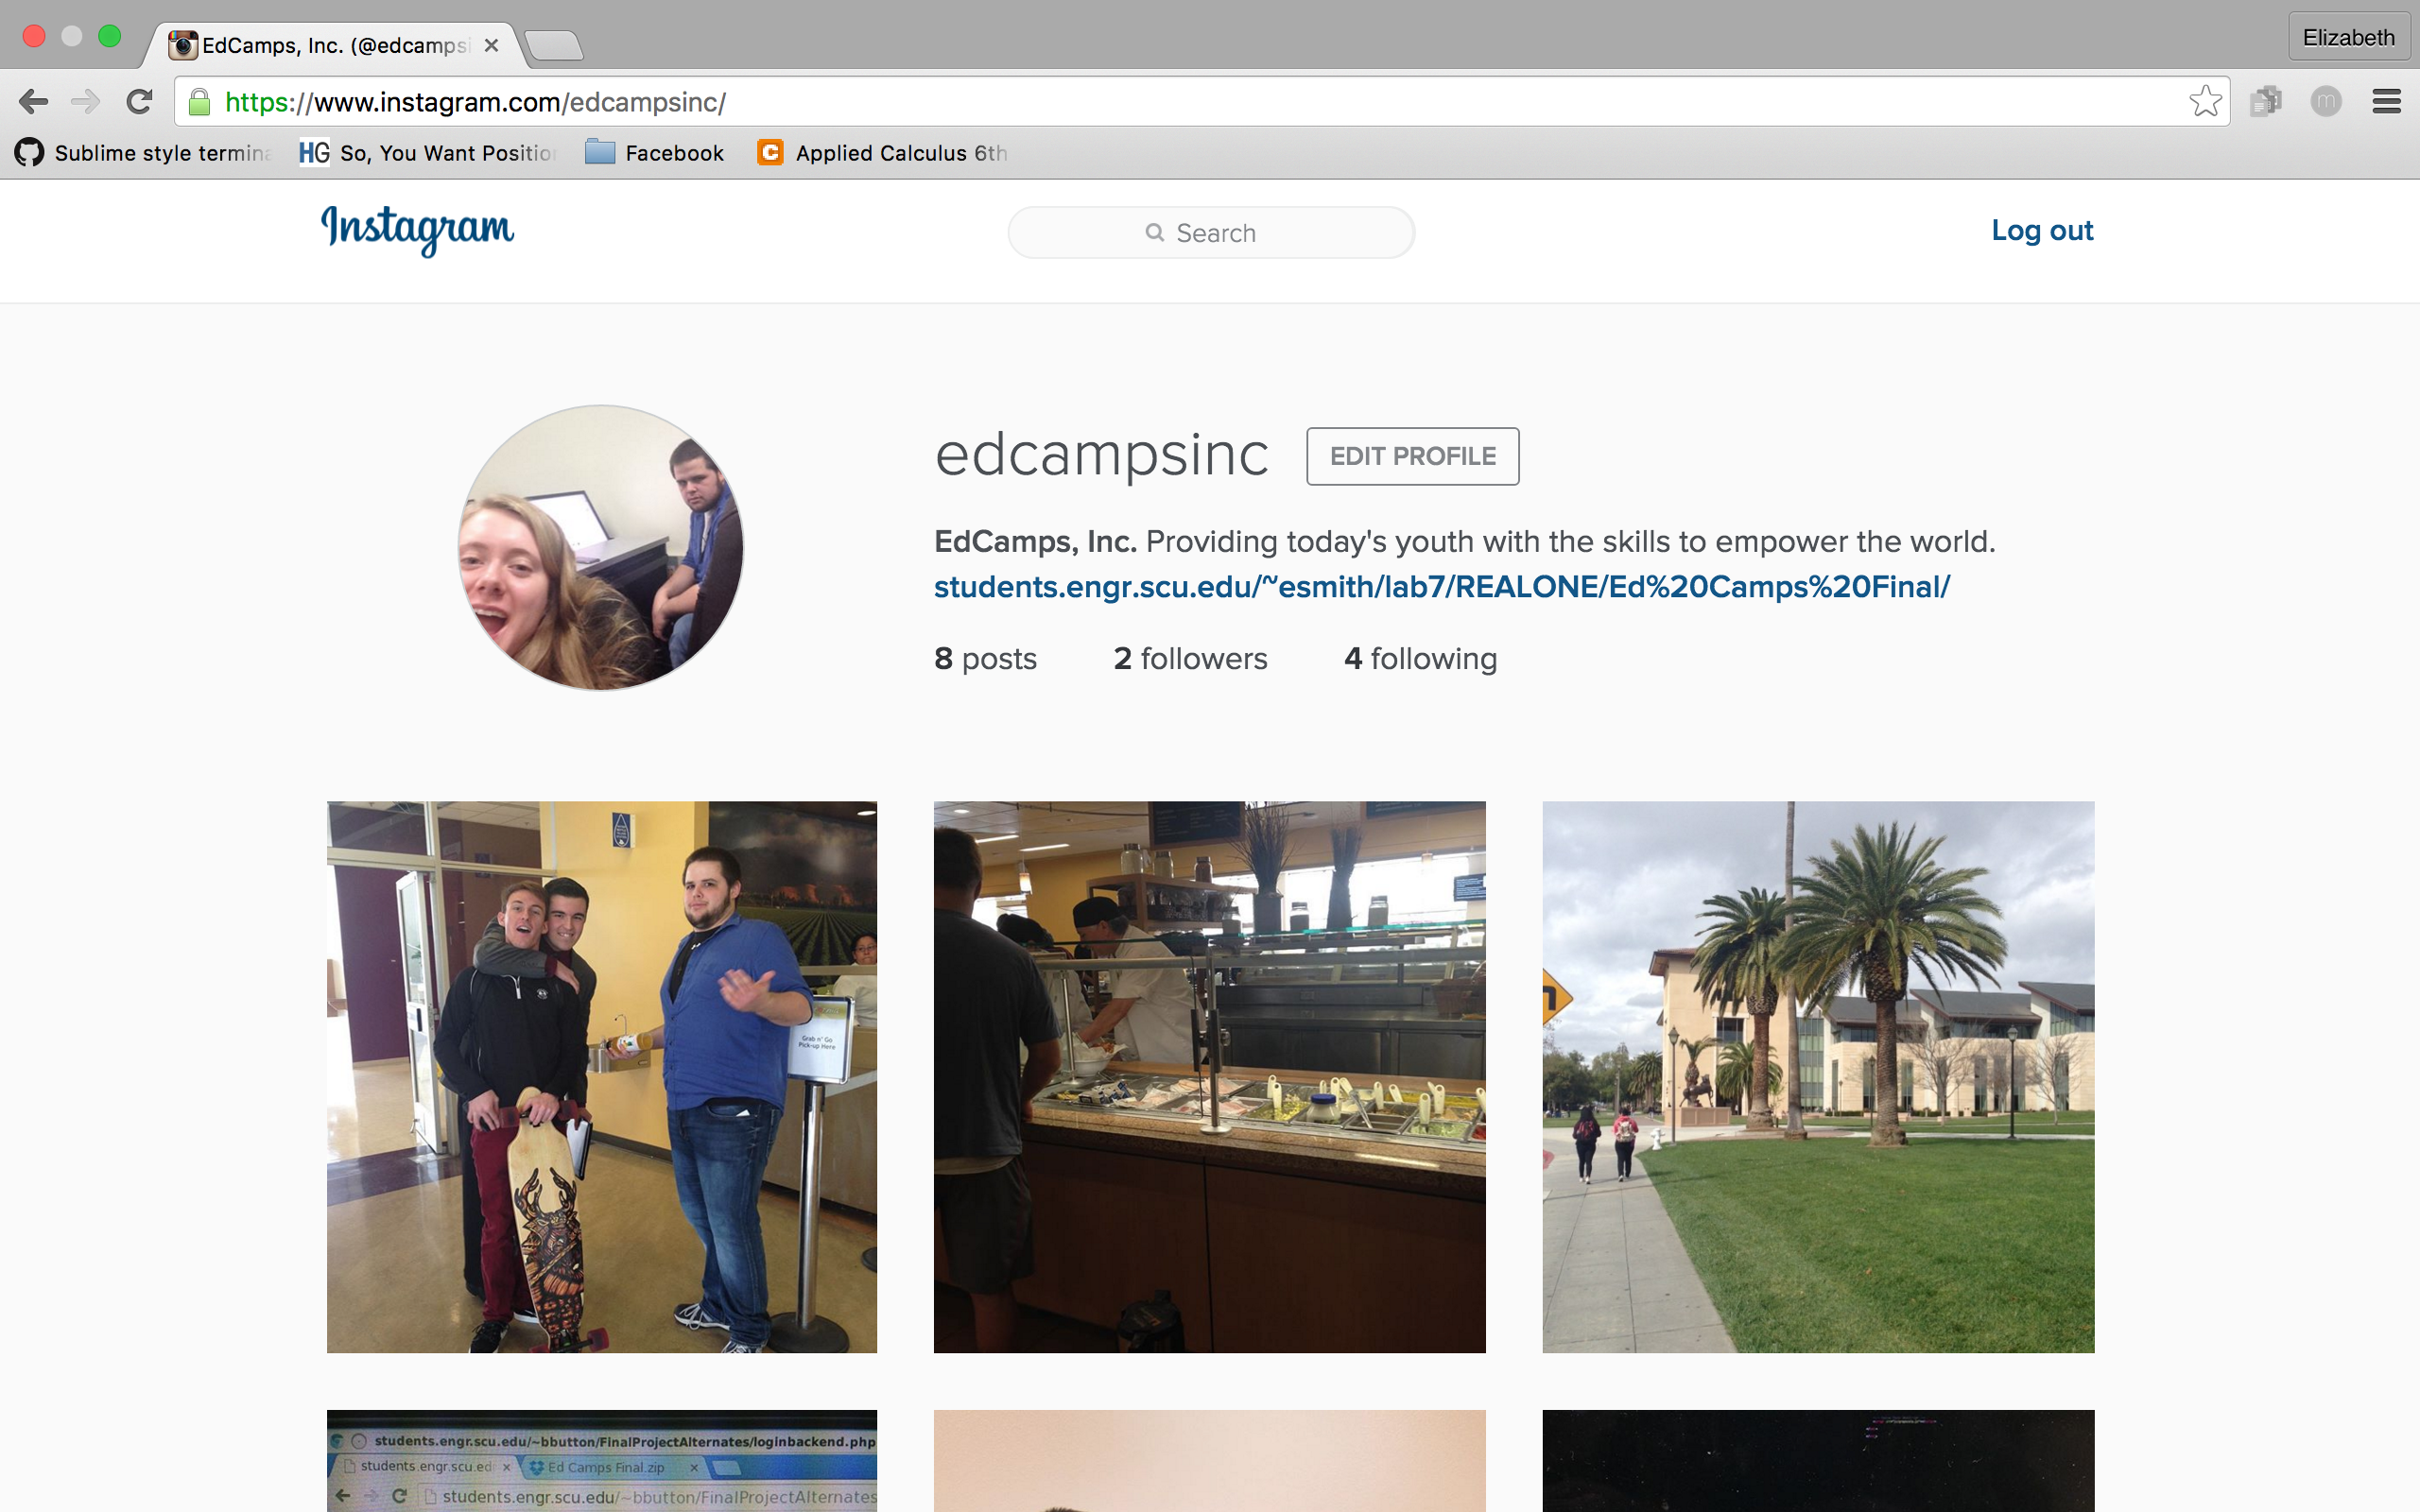 EdCamps, Inc. (@edcampsi
Elizabeth
https://www.instagram.com/edcampsinc/
Sublime style termina
HG So, You Want Positio
Facebook
C Applied Calculus 6th
Instagram
Search
Log out
edcampsinc
EDIT PROFILE
EdCamps, Inc. Providing today's youth with the skills to empower the world.
students.engr.scu.edu/~esmith/lab7/REALONE/Ed%20Camps%20Final/
8 posts 2 followers 4 following
Grab n' Go
Pick-up Here
students.engr.scu.edu/~bbutton/FinalProjectAlternates/loginbackend.php
students.engr.scu.ed
Ed Camps Final.zip
students.engr.scu.edu/~bbutton/FinalProjectAlternates